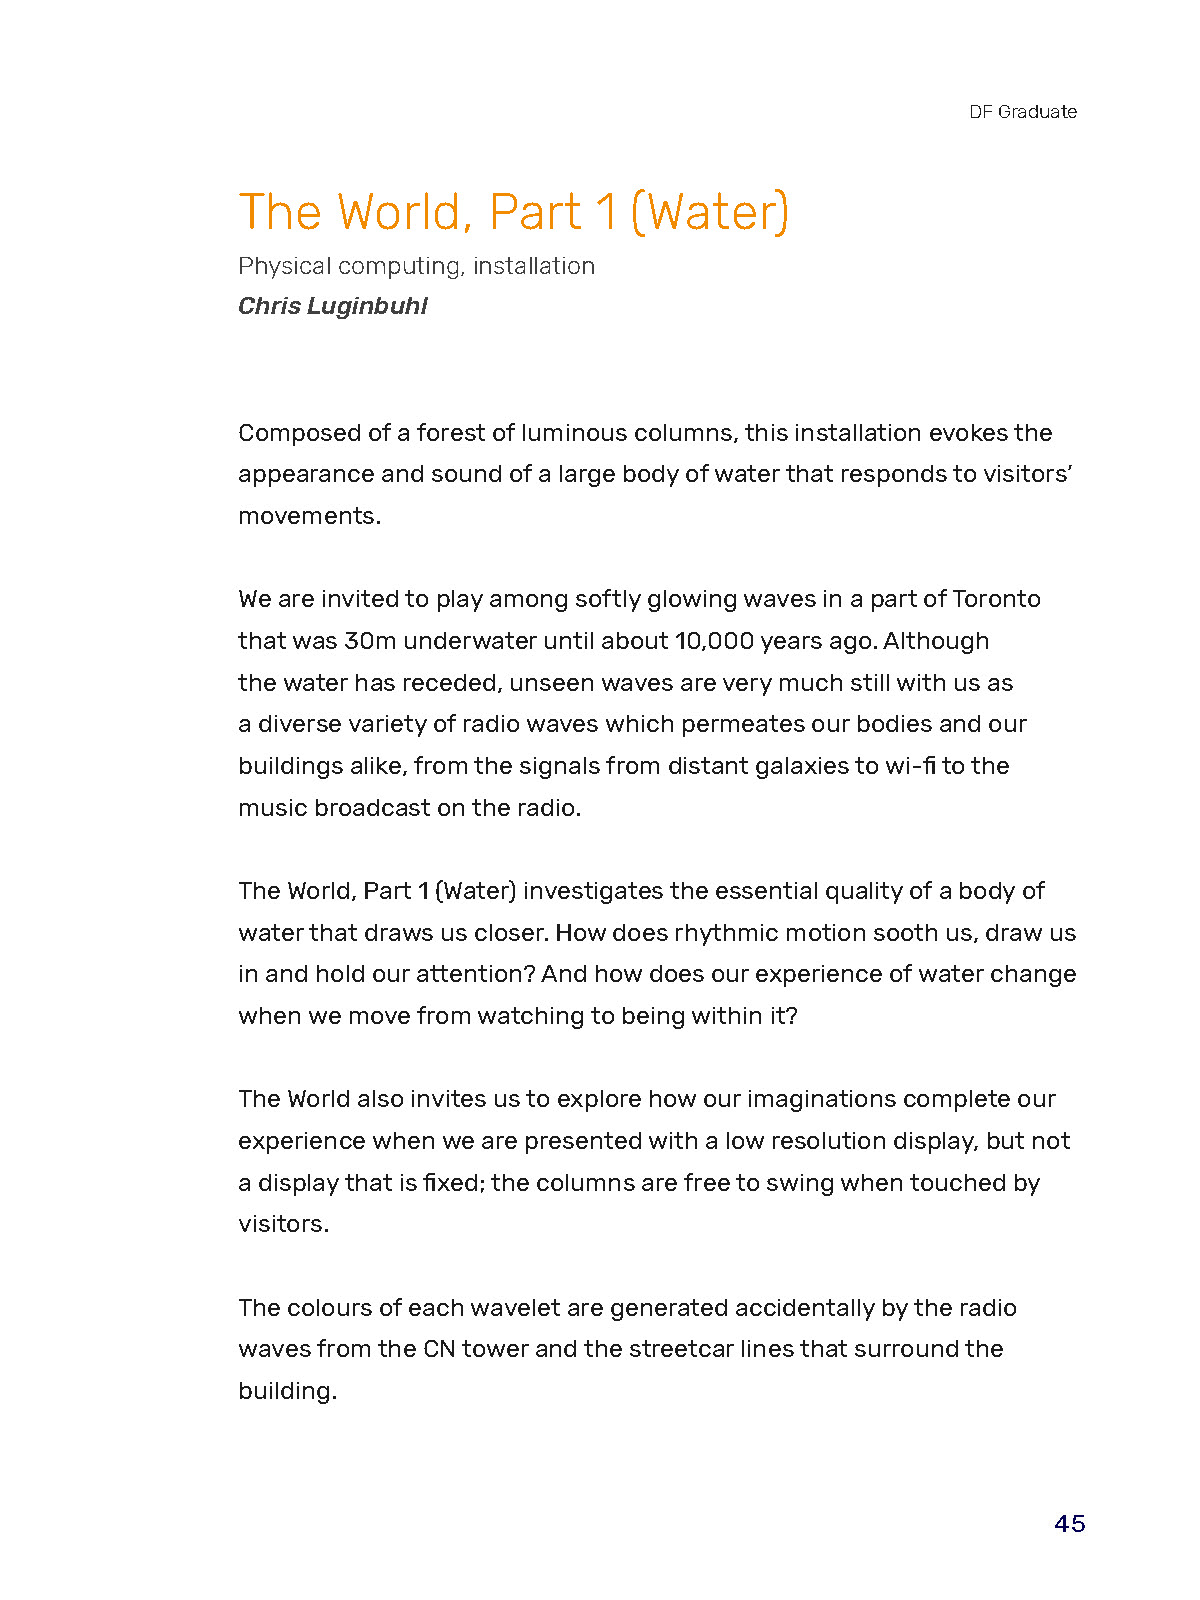 DF Graduate
The World, Part 1 (Water)
Physical computing, installation
Chris Luginbuhl
Composed of a forest of luminous columns, this installation evokes the
appearance and sound of a large body of water that responds to visitors’
movements.
We are invited to play among softly glowing waves in a part of Toronto
that was 30m underwater until about 10,000 years ago. Although
the water has receded, unseen waves are very much still with us as
a diverse variety of radio waves which permeates our bodies and our
buildings alike, from the signals from distant galaxies to wi-fi to the
music broadcast on the radio.
The World, Part 1 (Water) investigates the essential quality of a body of
water that draws us closer. How does rhythmic motion sooth us, draw us
in and hold our attention? And how does our experience of water change
when we move from watching to being within it?
The World also invites us to explore how our imaginations complete our
experience when we are presented with a low resolution display, but not
a display that is fixed; the columns are free to swing when touched by
visitors.
The colours of each wavelet are generated accidentally by the radio
waves from the CN tower and the streetcar lines that surround the
building.
45